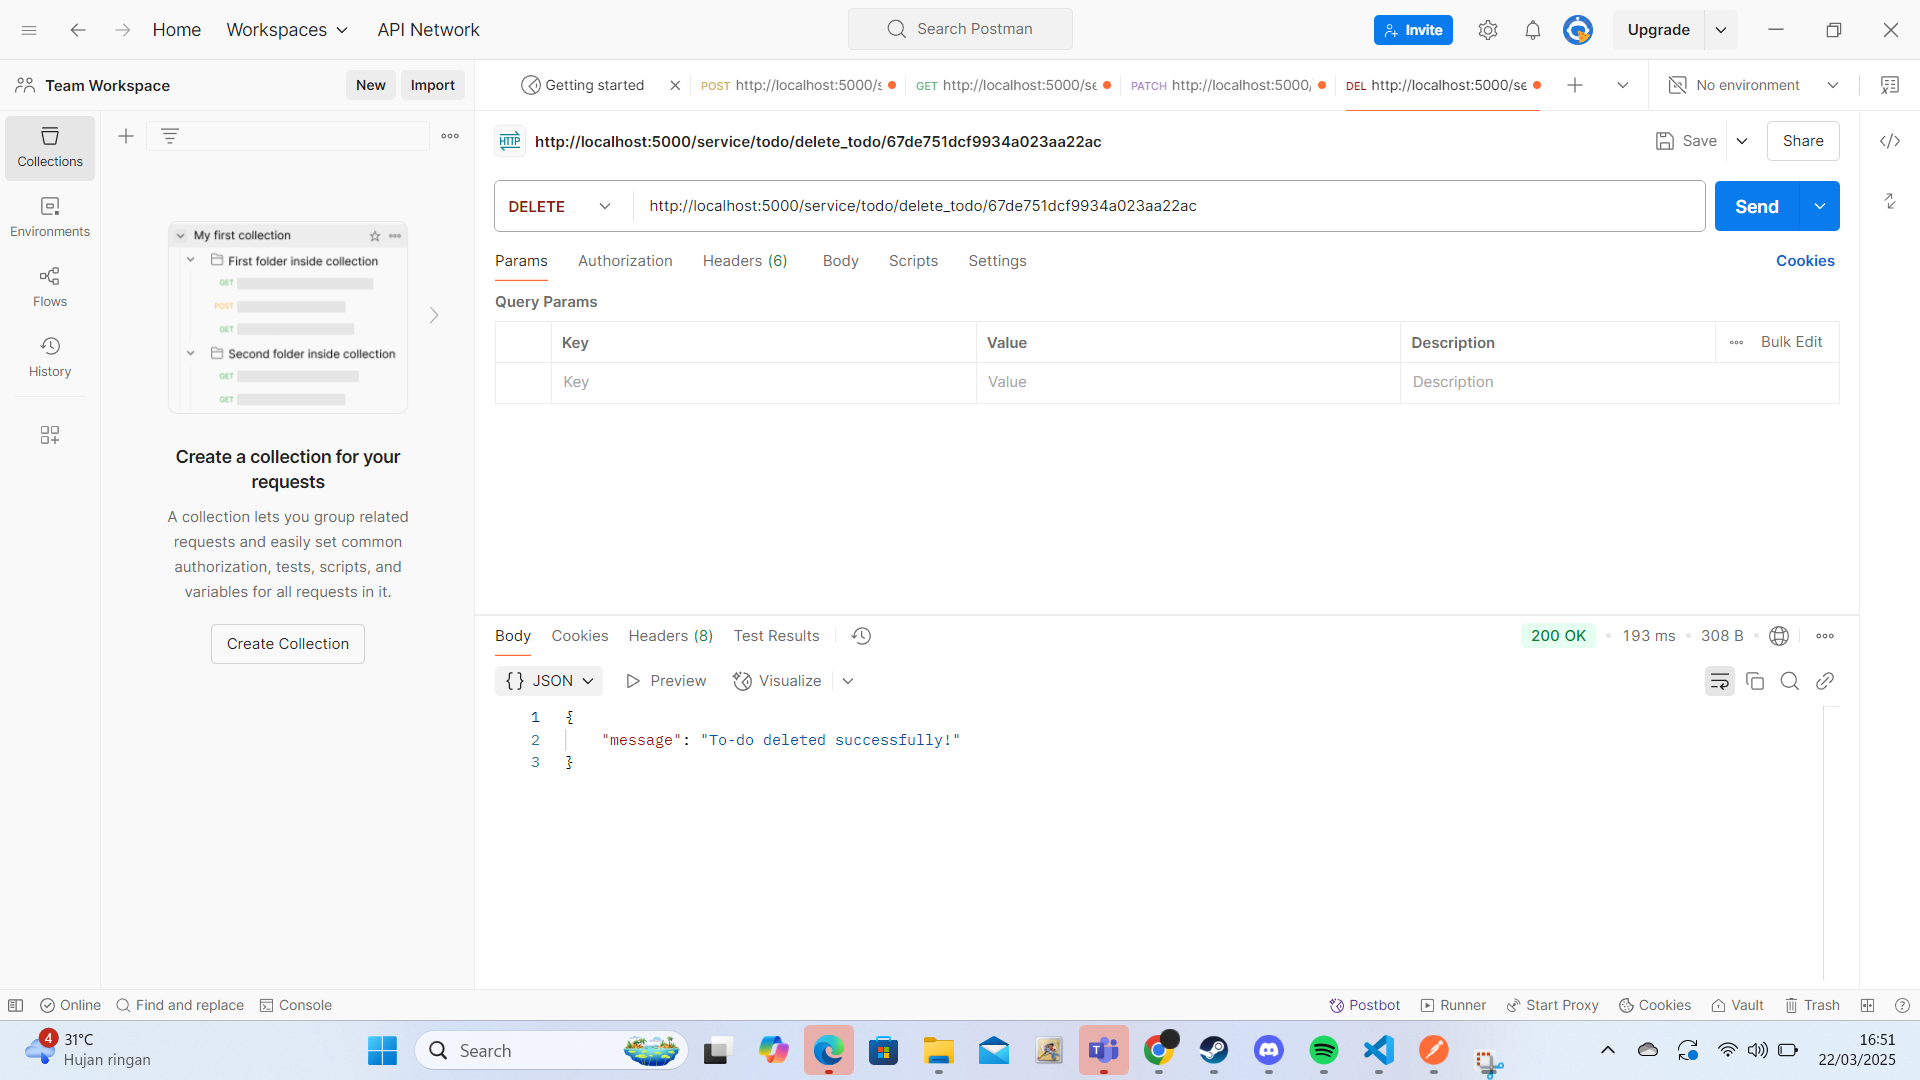 Home
Workspaces
API Network
Search Postman
Invite
Upgrade
Team Workspace
New
Import
Getting started
POST http://localhost:5000/s
GET http://localhost:5000/se
PATCH http://localhost:5000/
DEL http://localhost:5000/se
No environment
Collections
Environments
Flows
History
My first collection
First folder inside collection
GET
POST
GET
Second folder inside collection
GET
GET
Create a collection for your
requests
A collection lets you group related
requests and easily set common
authorization, tests, scripts, and
variables for all requests in it.
Create Collection
HTTP
http://localhost:5000/service/todo/delete_todo/67de751dcf9934a023aa22ac
Save
Share
DELETE
http://localhost:5000/service/todo/delete_todo/67de751dcf9934a023aa22ac
Send
Params
Authorization
Headers (6)
Body
Scripts
Settings
Cookies
Query Params
Key
Value
Description
Bulk Edit
Key
Value
Description
Body
Cookies
Headers (8)
Test Results
200 OK
193 ms
308 B
{} JSON
Preview
Visualize
1 {
2 "message": "To-do deleted successfully!"
3 }
Online
Find and replace
Console
Postbot
Runner
Start Proxy
Cookies
Vault
Trash
4
31°C
Hujan ringan
Search
16:51
22/03/2025